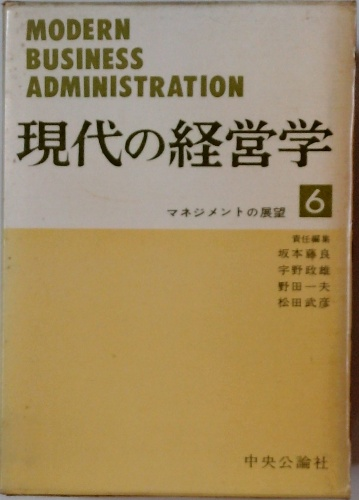 MODERN
BUSINESS
ADMINISTRATION
現代の経営学
マネジメントの展望 6
責任編集
坂本藤良
宇野政雄
野田一夫
松田武彦
中央公論社